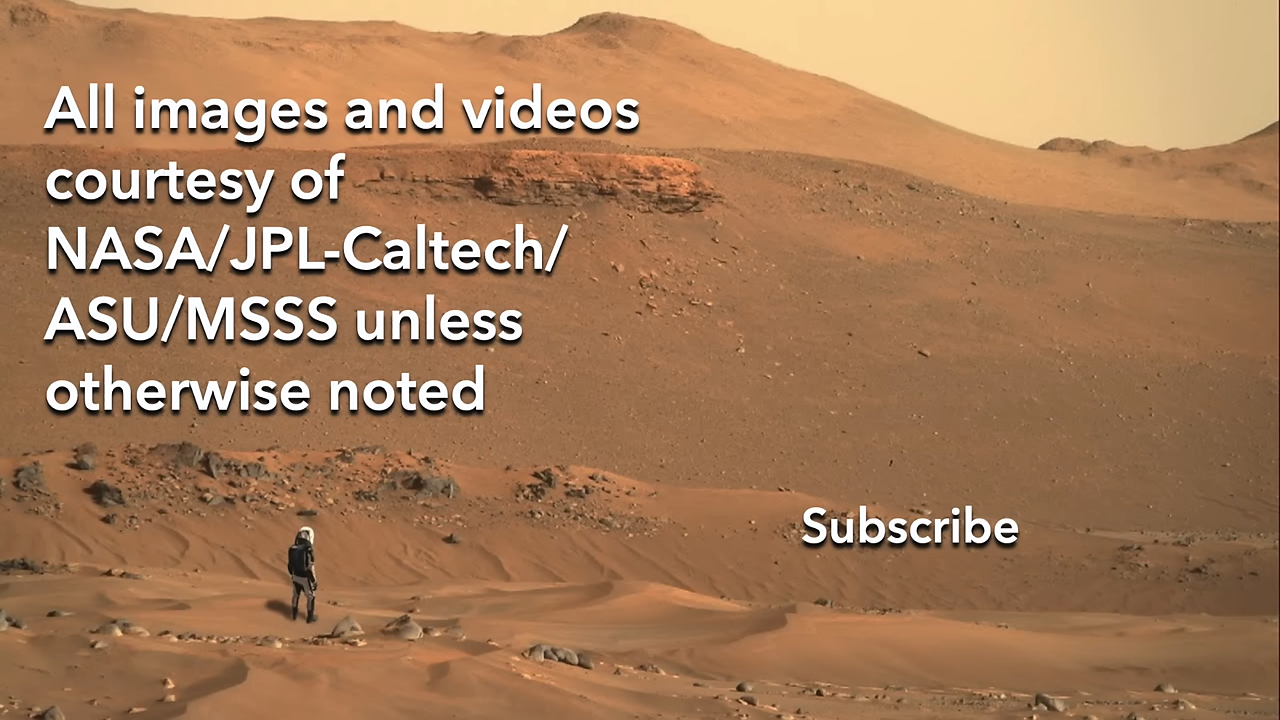 All images and videos
courtesy of
NASA/JPL-Caltech/
ASU/MSSS unless
otherwise noted
Subscribe